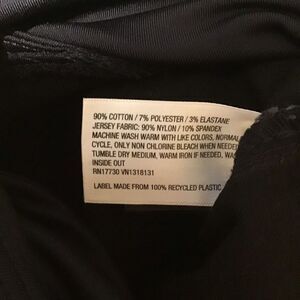 90% COTTON / 7% POLYESTER / 3% ELASTANE
JERSEY FABRIC: 90% NYLON / 10% SPANDEX
MACHINE WASH WARM WITH LIKE COLORS, NORMAL
CYCLE, ONLY NON CHLORINE BLEACH WHEN NEEDED
TUMBLE DRY MEDIUM, WARM IRON IF NEEDED, WA
INSIDE OUT
RN17730 VN1318131
LABEL MADE FROM 100% RECYCLED PLASTIC